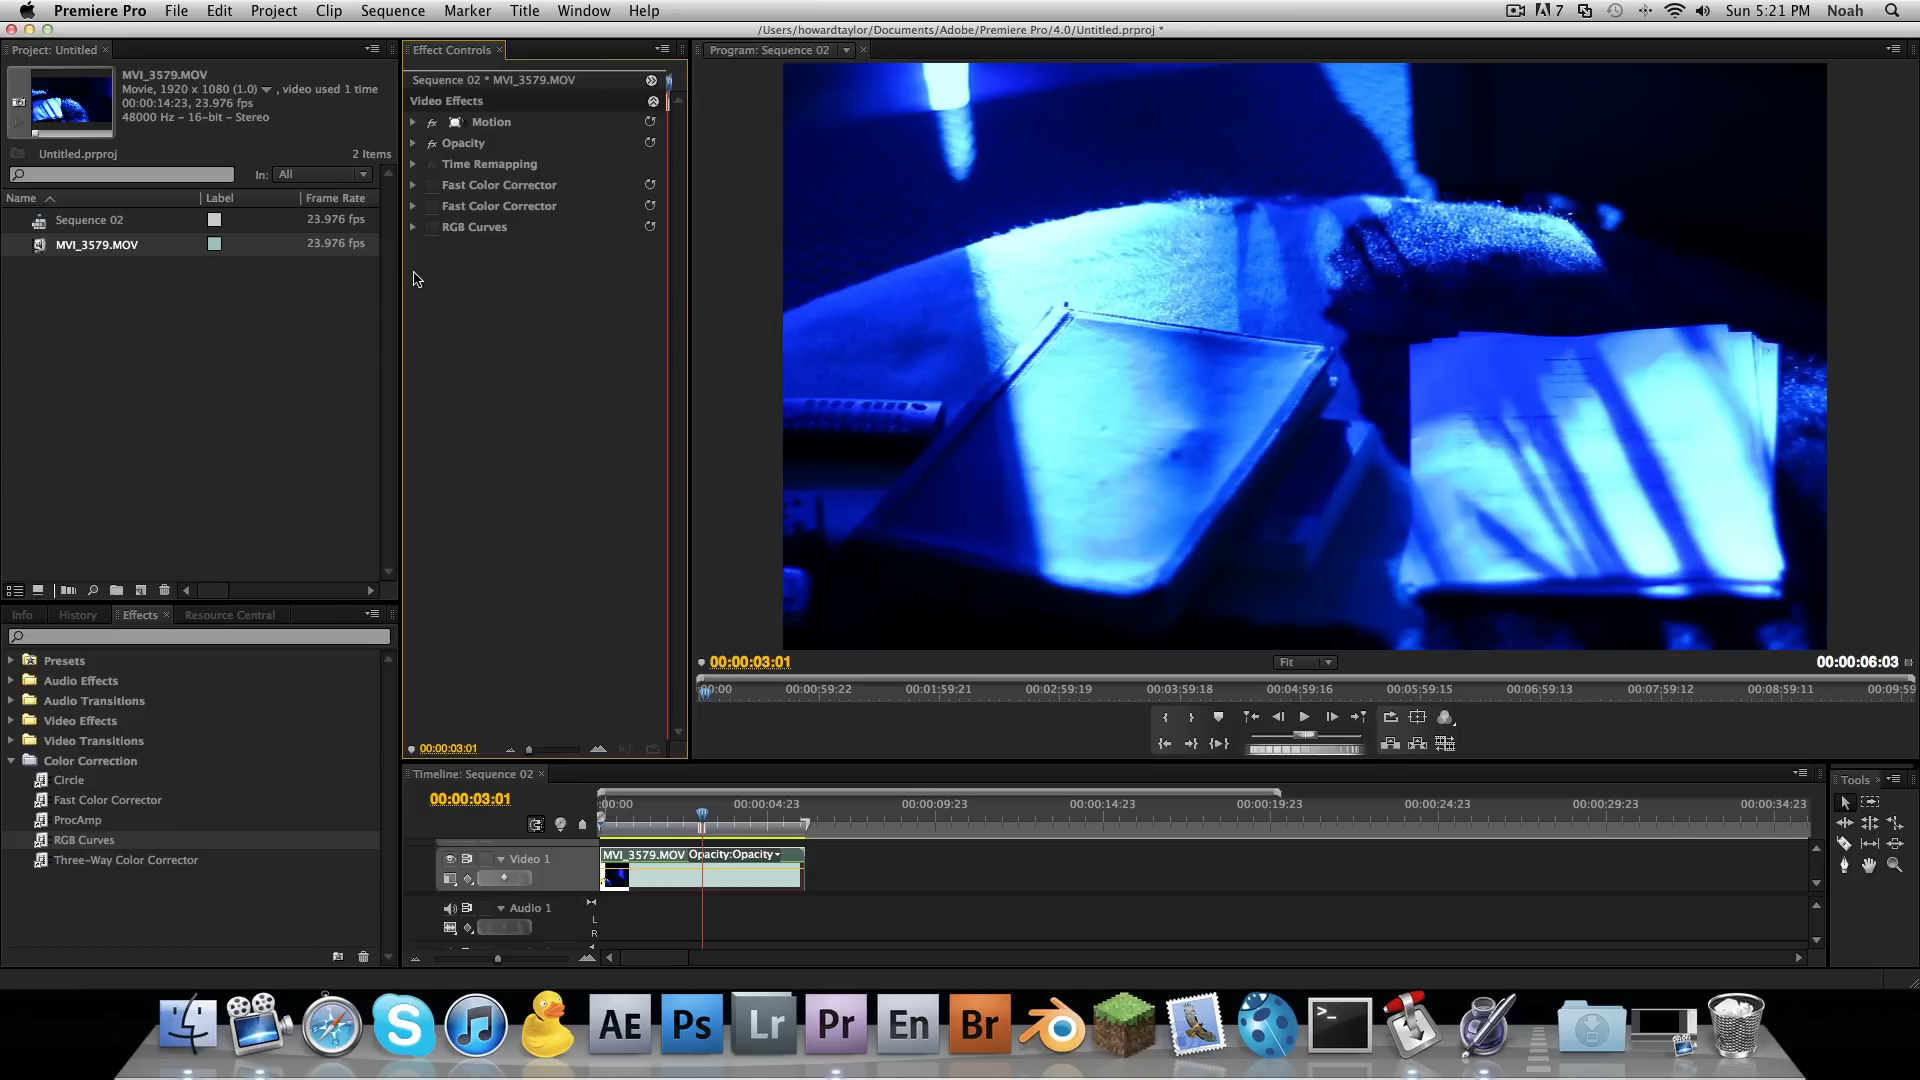 Premiere Pro File Edit Project Clip Sequence Marker Title Window Help
7 Sun 5:21 PM Noah
/Users/howardtaylor/Documents/Adobe/Premiere Pro/4.0/Untitled.prproj *
Project: Untitled
MVI_3579.MOV
Movie, 1920 x 1080 (1.0) , video used 1 time
00:00:14:23, 23.976 fps
48000 Hz - 16-bit - Stereo
Untitled.prproj 2 Items
In: All
Name Label Frame Rate
Sequence 02 23.976 fps
MVI_3579.MOV 23.976 fps
Info History Effects Resource Central
Presets
Audio Effects
Audio Transitions
Video Effects
Video Transitions
Color Correction
Circle
Fast Color Corrector
ProcAmp
RGB Curves
Three-Way Color Corrector
Effect Controls
Sequence 02 * MVI_3579.MOV
Video Effects
fx Motion
fx Opacity
Time Remapping
Fast Color Corrector
Fast Color Corrector
RGB Curves
00:00:03:01
Program: Sequence 02
00:00:03:01 Fit 00:00:06:03
00:00 00:00:59:22 00:01:59:21 00:02:59:19 00:03:59:18 00:04:59:16 00:05:59:15 00:06:59:13 00:07:59:12 00:08:59:11 00:09:59
Timeline: Sequence 02
00:00:03:01
:00:00 00:00:04:23 00:00:09:23 00:00:14:23 00:00:19:23 00:00:24:23 00:00:29:23 00:00:34:23
Video 1
MVI_3579.MOV Opacity:Opacity
Audio 1
L
R
Tools
AE Ps Lr Pr En Br
>_